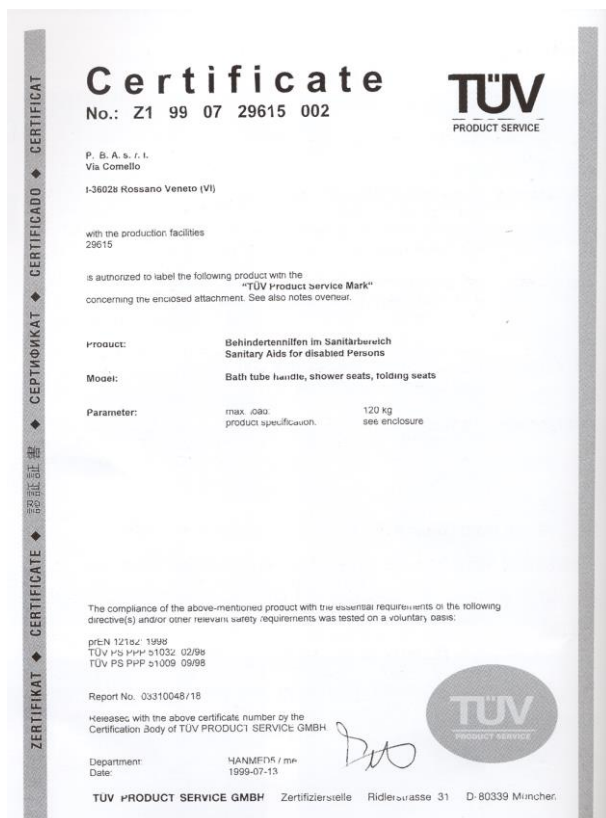 Certificate
No.: Z1 99 07 29615 002
TÜV
PRODUCT SERVICE
P. B. A. s. r. l.
Via Comello
I-36028 Rossano Veneto (VI)
with the production facilities
29615
is authorized to label the following product with the
"TÜV Product Service Mark"
concerning the enclosed attachment. See also notes overleaf.
Product: Behindertenhilfen im Sanitärbereich
Sanitary Aids for disabled Persons
Model: Bath tube handle, shower seats, folding seats
Parameter: max. load: 120 kg
product specification: see enclosure
The compliance of the above-mentioned product with the essential requirements of the following
directive(s) and/or other relevant safety requirements was tested on a voluntary basis:
prEN 12182: 1998
TÜV PS PPP 51032 02/98
TÜV PS PPP 51009 09/98
Report No. 03310048/18
Released with the above certificate number by the
Certification Body of TÜV PRODUCT SERVICE GMBH
Department: HANMED5 / me
Date: 1999-07-13
TÜV
PRODUCT SERVICE
TÜV PRODUCT SERVICE GMBH Zertifizierstelle Ridlerstrasse 31 D-80339 München
ZERTIFIKAT ◆ CERTIFICATE ◆ 認証証書 ◆ СЕРТИФИКАТ ◆ CERTIFICADO ◆ CERTIFICAT